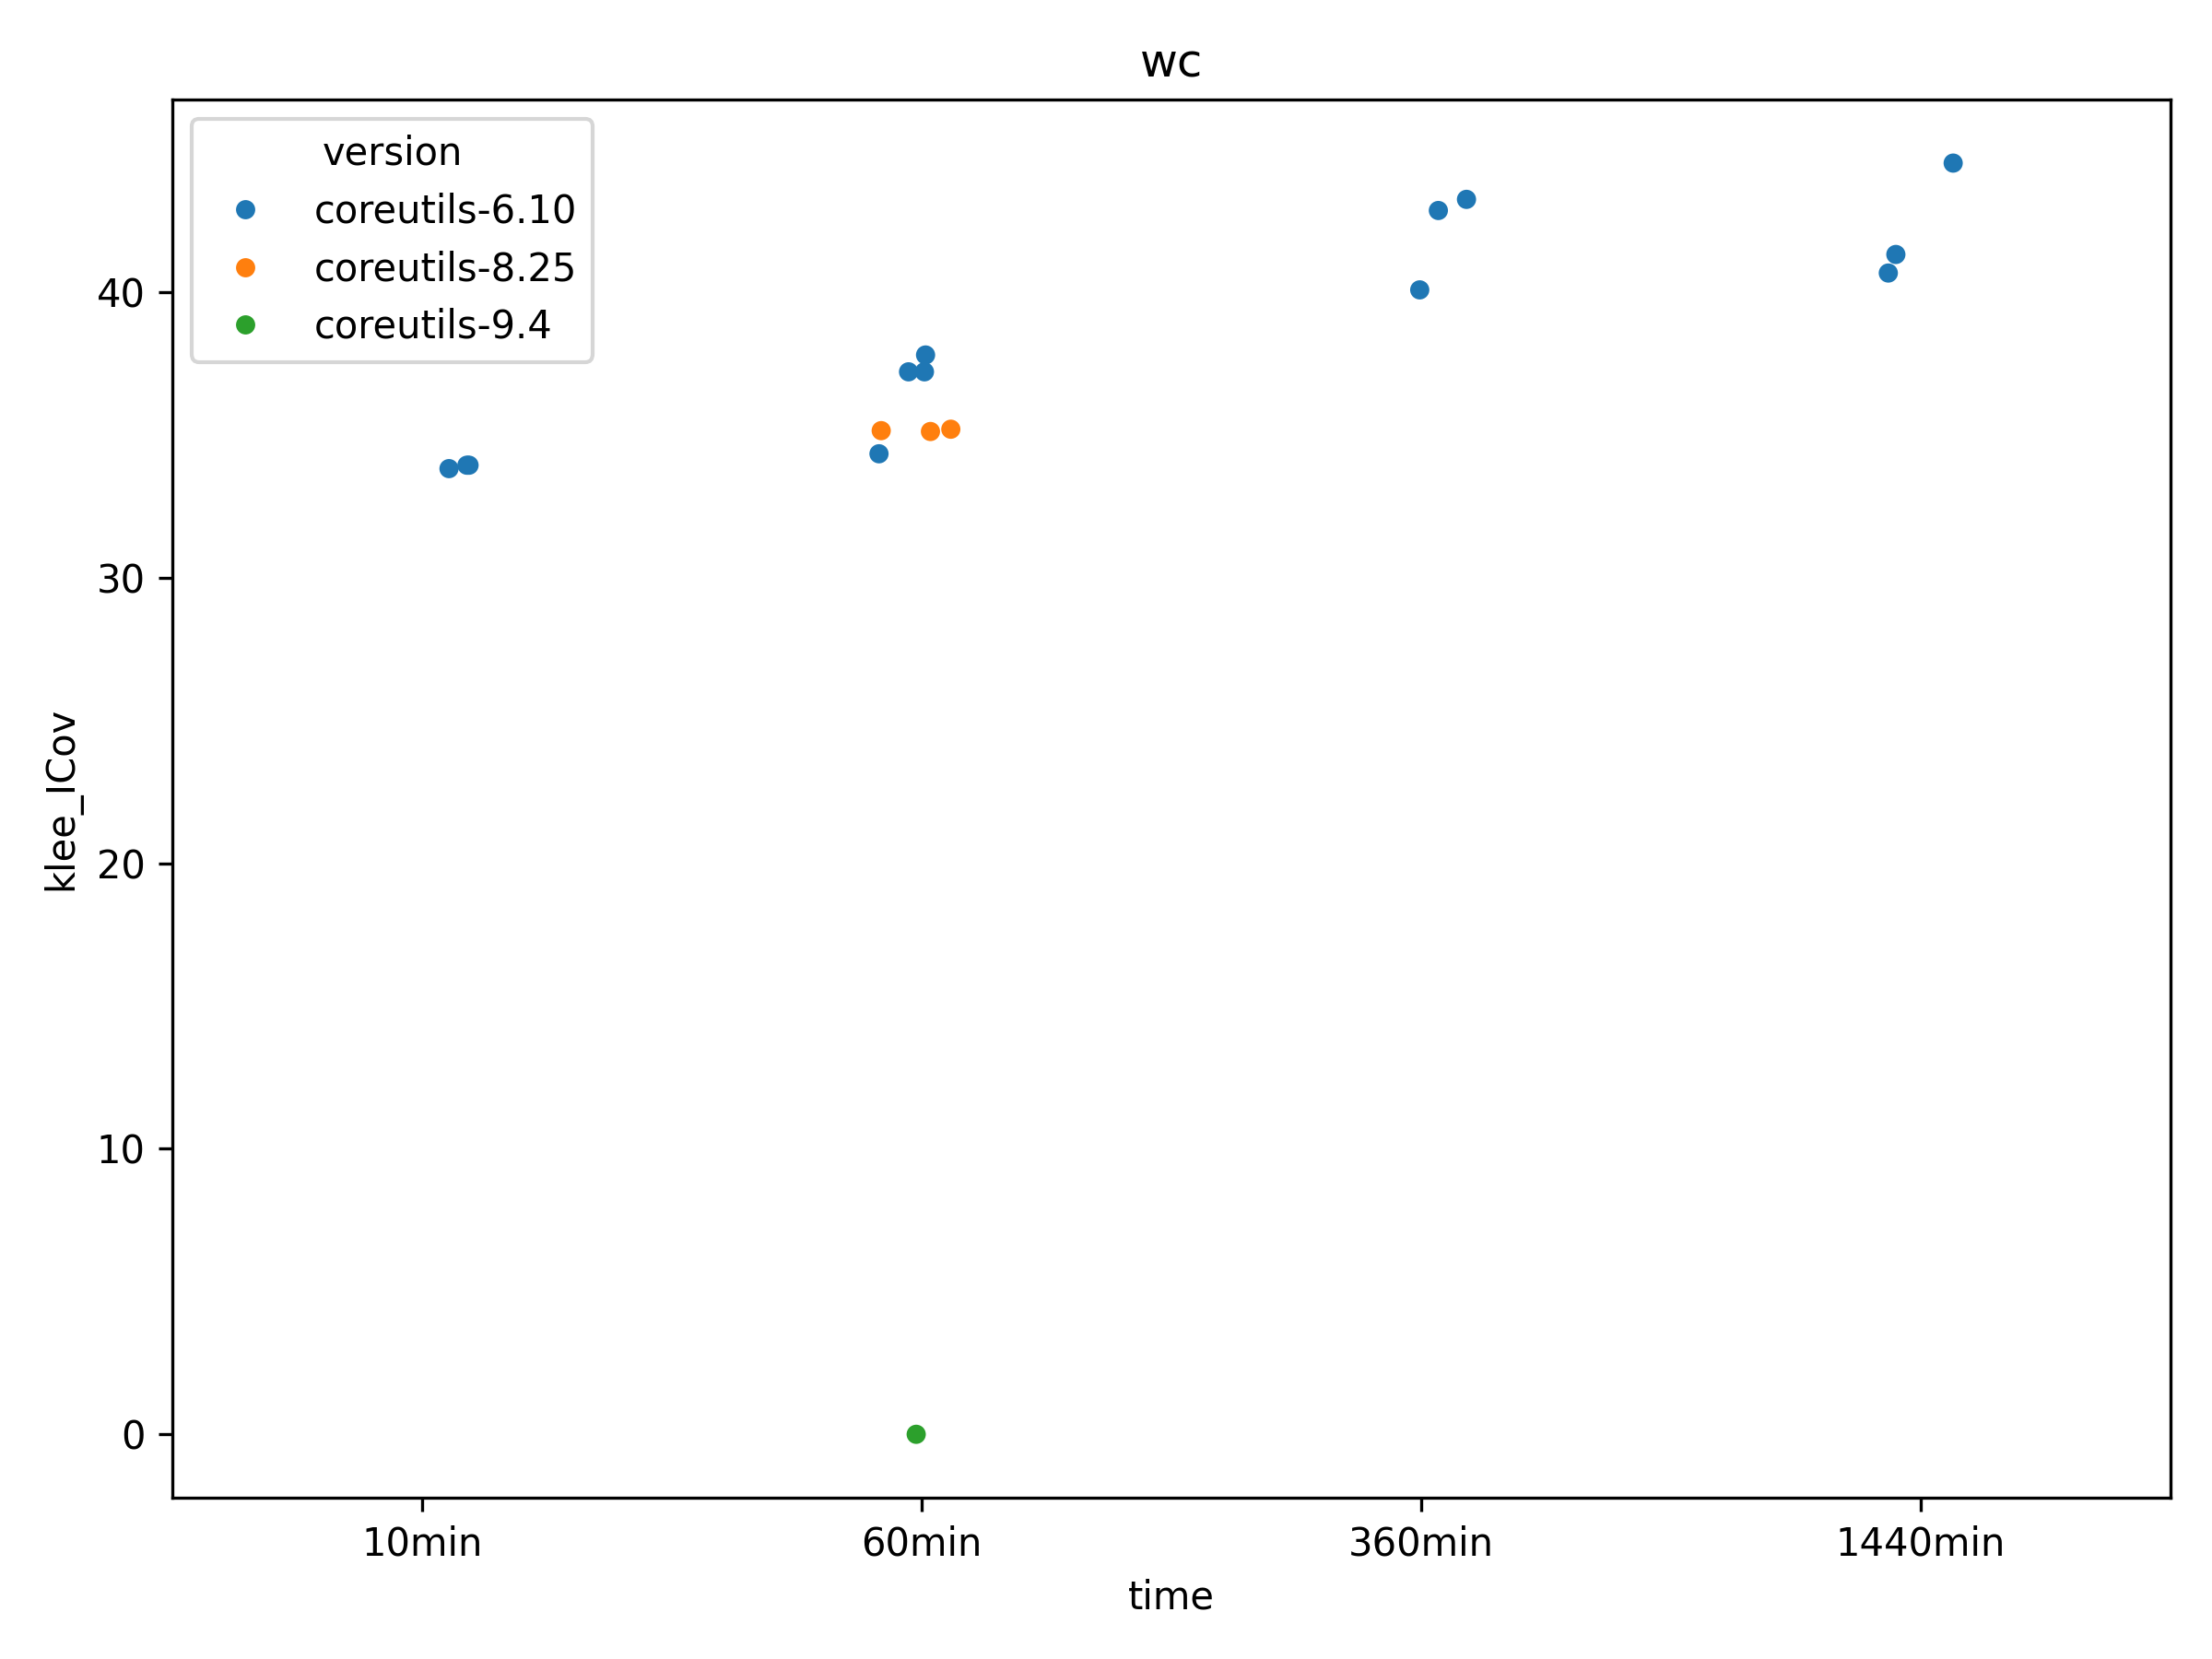 wc
version
coreutils-6.10
coreutils-8.25
coreutils-9.4
40
30
20
10
0
klee_ICov
10min 60min 360min 1440min
time